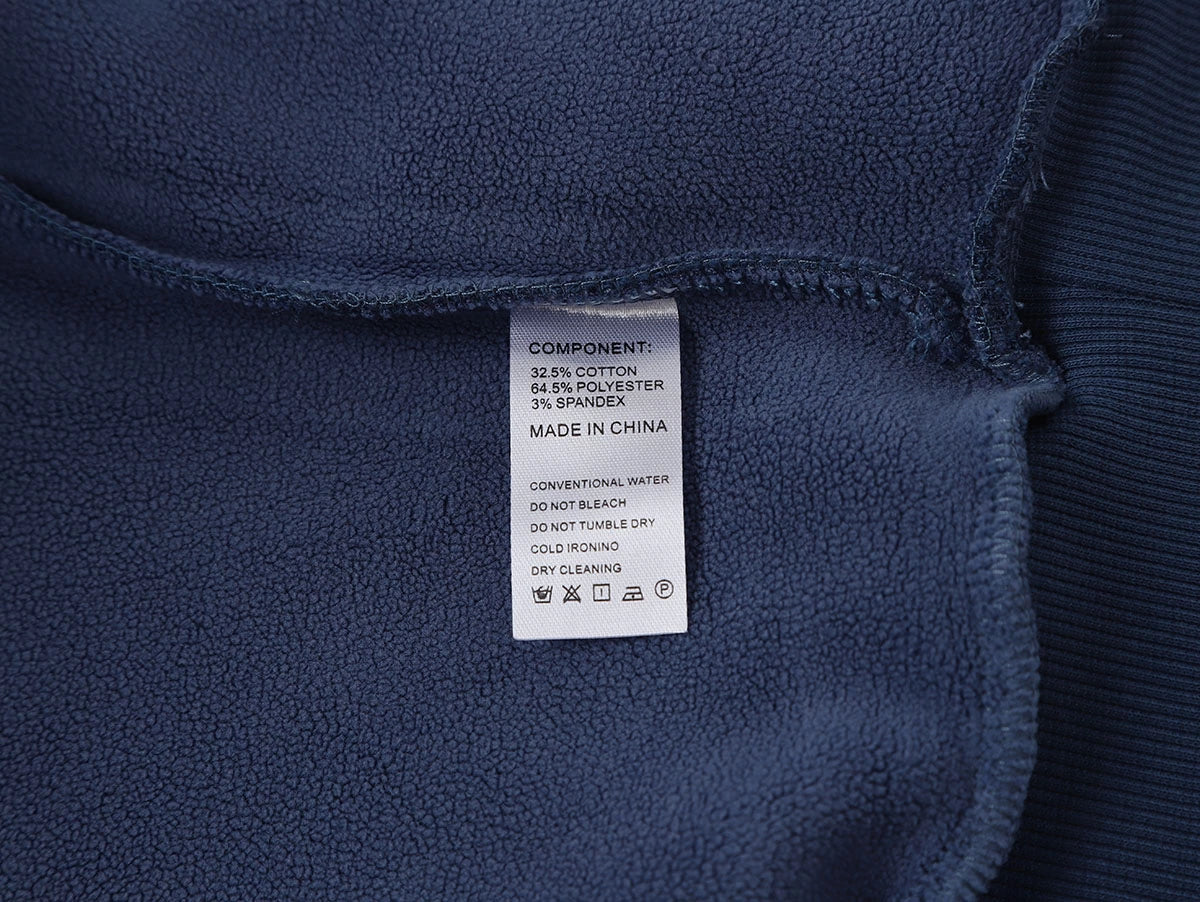 COMPONENT:
32.5% COTTON
64.5% POLYESTER
3% SPANDEX
MADE IN CHINA
CONVENTIONAL WATER
DO NOT BLEACH
DO NOT TUMBLE DRY
COLD IRONINO
DRY CLEANING
P